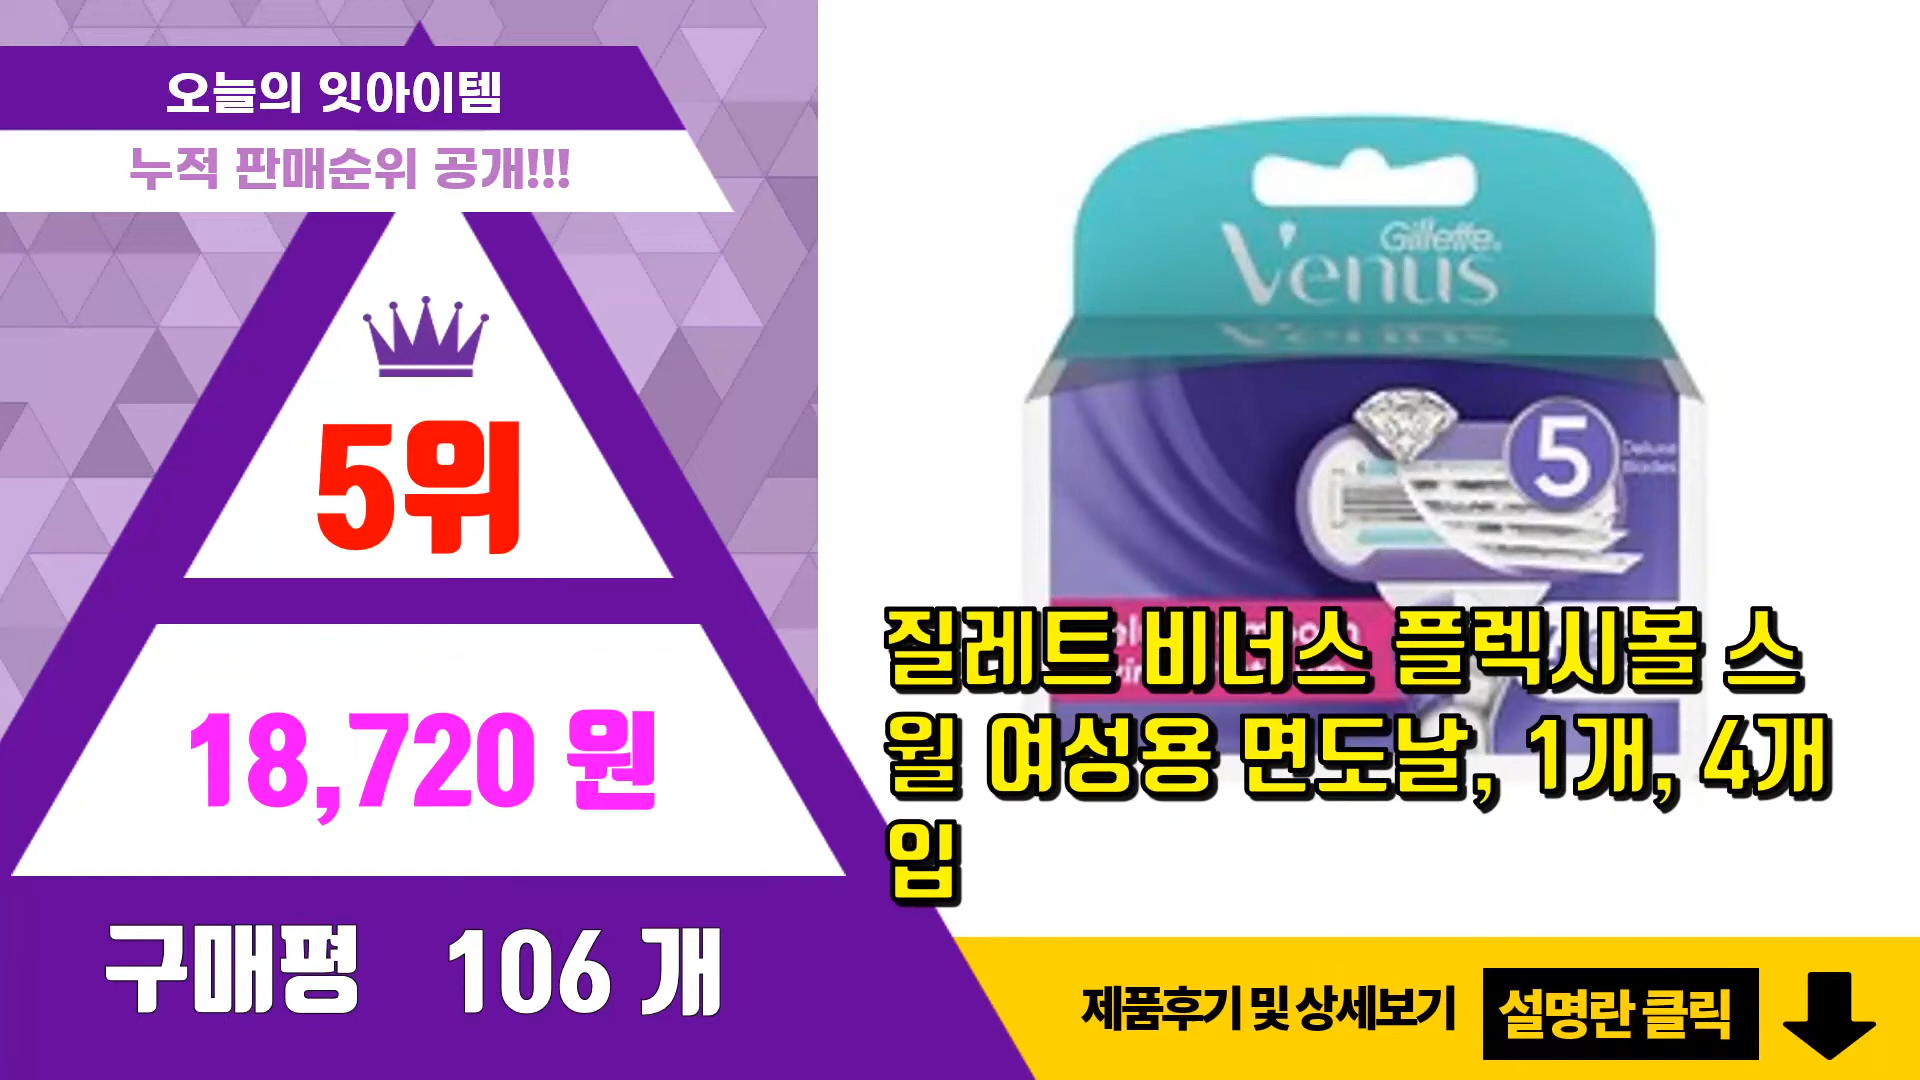 오늘의 잇아이템
누적 판매순위 공개!!!
5위
18,720 원
구매평 106 개
Gillette
Venus
5
Deluxe
Blades
질레트 비너스 플렉시볼 스
월 여성용 면도날, 1개, 4개
입
제품후기 및 상세보기
설명란 클릭